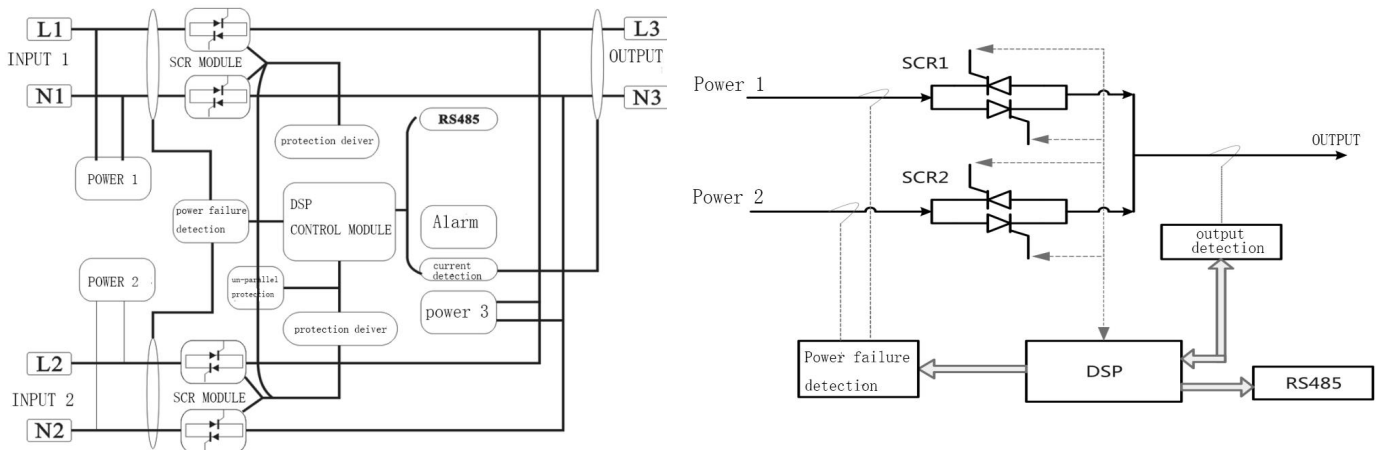 L1
INPUT 1
N1
SCR MODULE
L3
OUTPUT
N3
RS485
protection deiver
POWER 1
power failure
detection
DSP
CONTROL MODULE
Alarm
current
detection
POWER 2
un-parallel
protection
power 3
protection deiver
L2
INPUT 2
N2
SCR MODULE
Power 1
SCR1
OUTPUT
Power 2
SCR2
output
detection
Power failure
detection
DSP
RS485